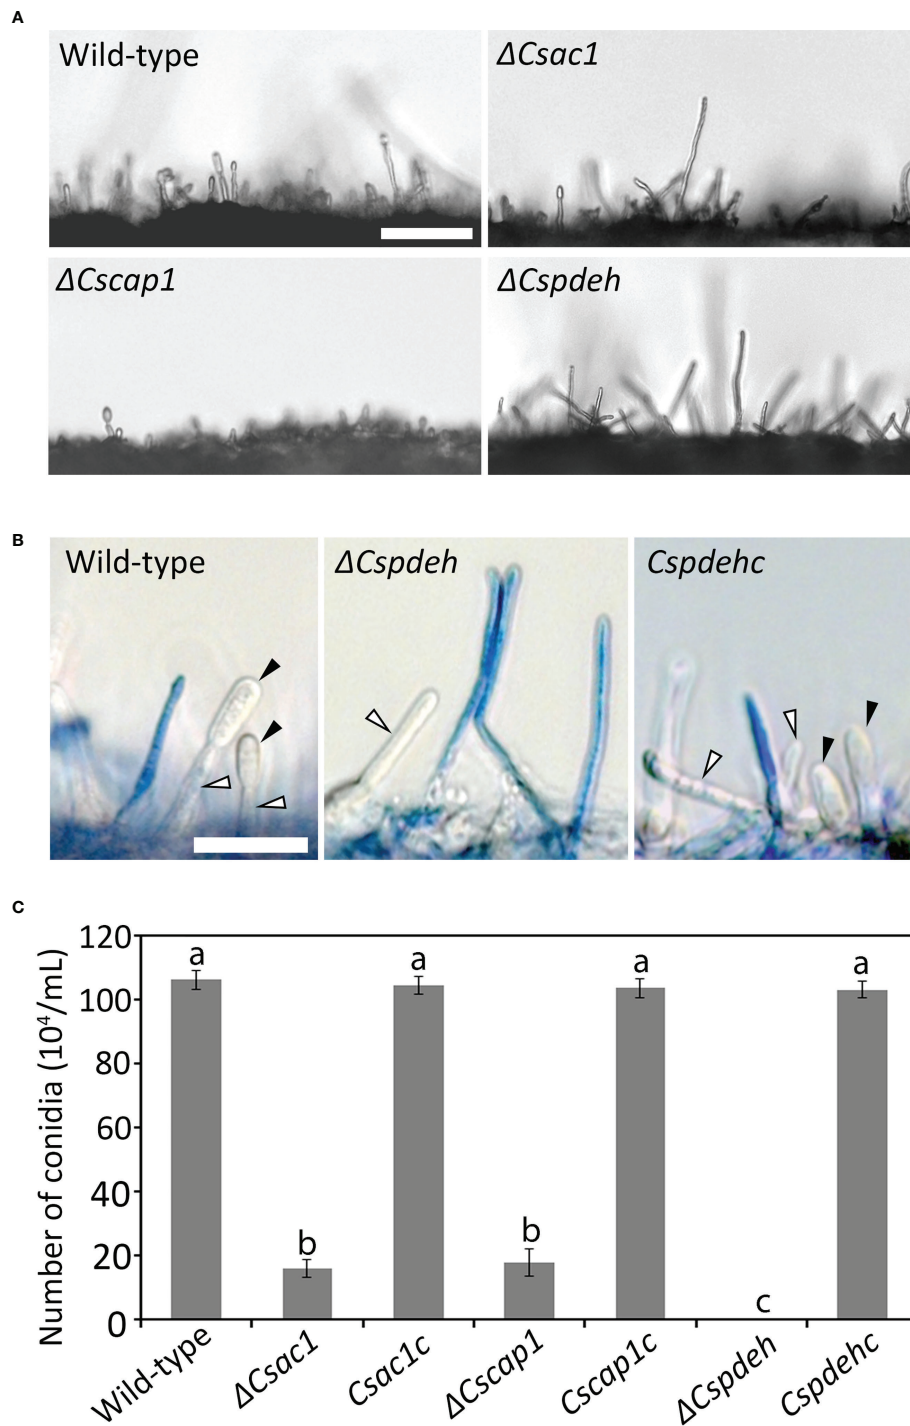 A
Wild-type
ΔCsac1
ΔCscap1
ΔCspdeh
B
Wild-type
ΔCspdeh
Cspdehc
C
Number of conidia (10⁴/mL)
120
100
80
60
40
20
0
a
b
a
b
a
c
a
Wild-type
ΔCsac1
Csac1c
ΔCscap1
Cscap1c
ΔCspdeh
Cspdehc